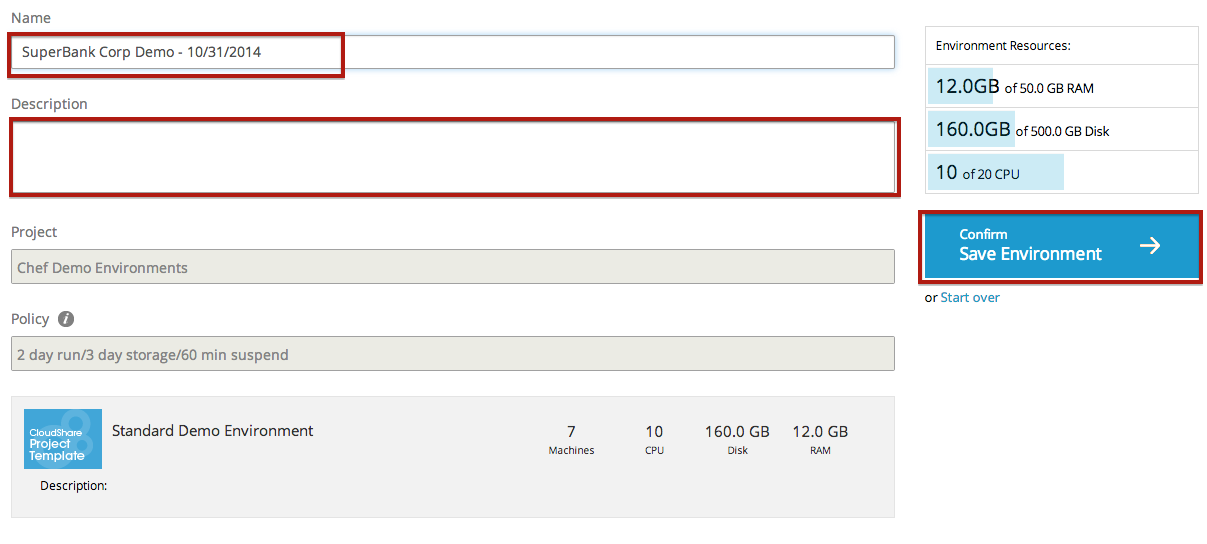 Name
SuperBank Corp Demo - 10/31/2014
Description
Project
Chef Demo Environments
Policy i
2 day run/3 day storage/60 min suspend
CloudShare
Project
Template
Standard Demo Environment
7
Machines
10
CPU
160.0 GB
Disk
12.0 GB
RAM
Description:
Environment Resources:
12.0GB of 50.0 GB RAM
160.0GB of 500.0 GB Disk
10 of 20 CPU
Confirm
Save Environment
or Start over